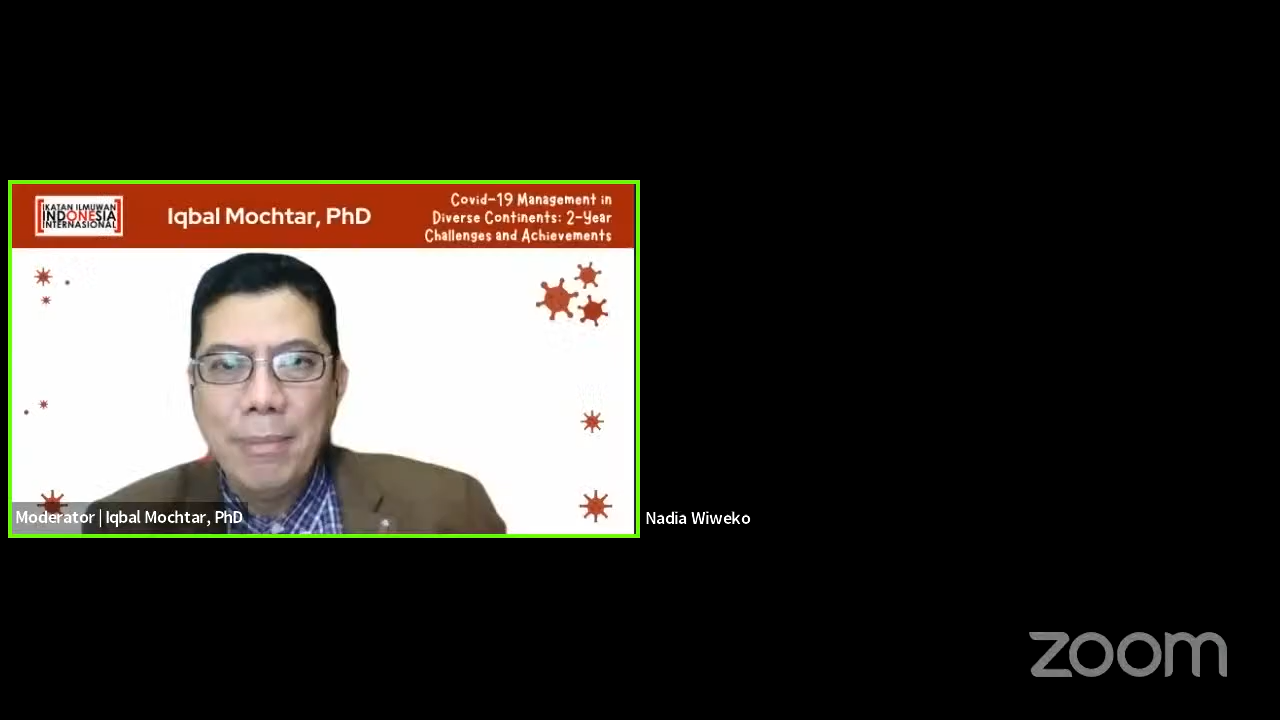 IKATAN ILMUWAN
INDONESIA
INTERNASIONAL
Iqbal Mochtar, PhD
Covid-19 Management in
Diverse Continents: 2-Year
Challenges and Achievements
Moderator | Iqbal Mochtar, PhD
Nadia Wiweko
zoom